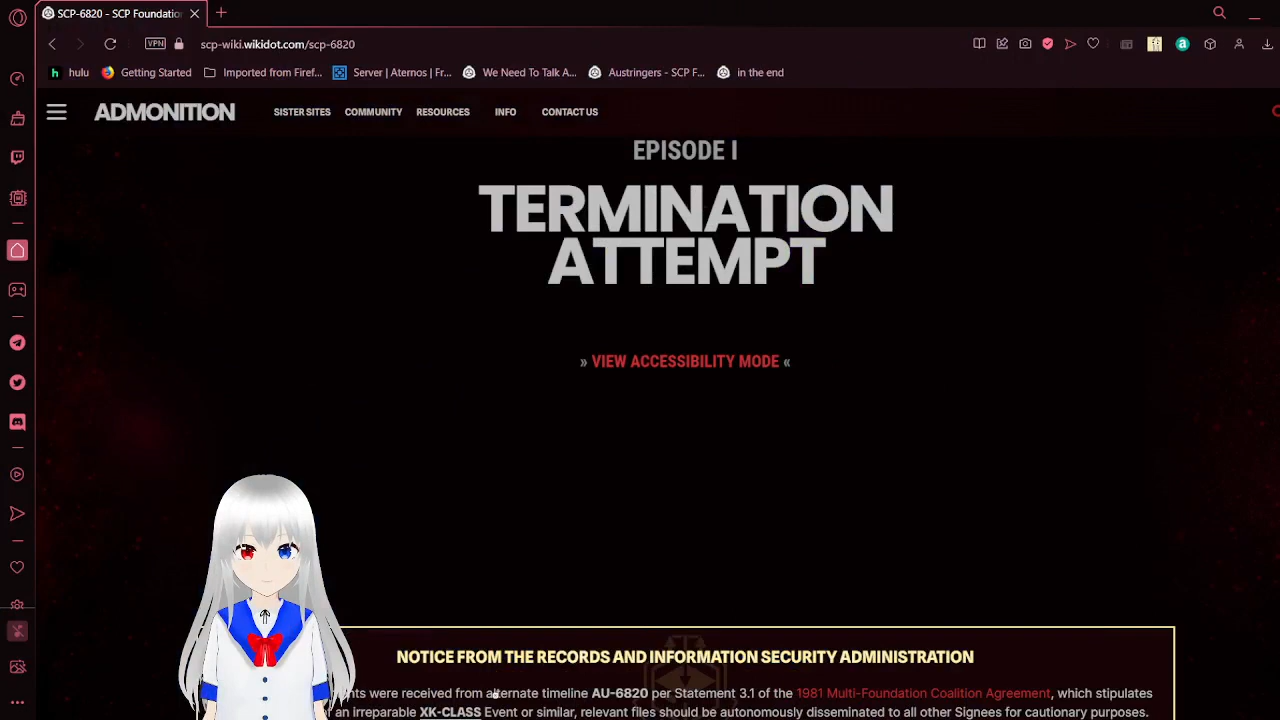 SCP-6820 - SCP Foundatio
scp-wiki.wikidot.com/scp-6820
VPN
hulu
Getting Started
Imported from Firef...
Server | Aternos | Fr...
We Need To Talk A...
Austringers - SCP F...
in the end
ADMONITION
SISTER SITES
COMMUNITY
RESOURCES
INFO
CONTACT US
EPISODE I
TERMINATION
ATTEMPT
» VIEW ACCESSIBILITY MODE «
NOTICE FROM THE RECORDS AND INFORMATION SECURITY ADMINISTRATION
nts were received from alternate timeline AU-6820 per Statement 3.1 of the 1981 Multi-Foundation Coalition Agreement, which stipulates
an irreparable XK-CLASS Event or similar, relevant files should be autonomously disseminated to all other Signees for cautionary purposes.